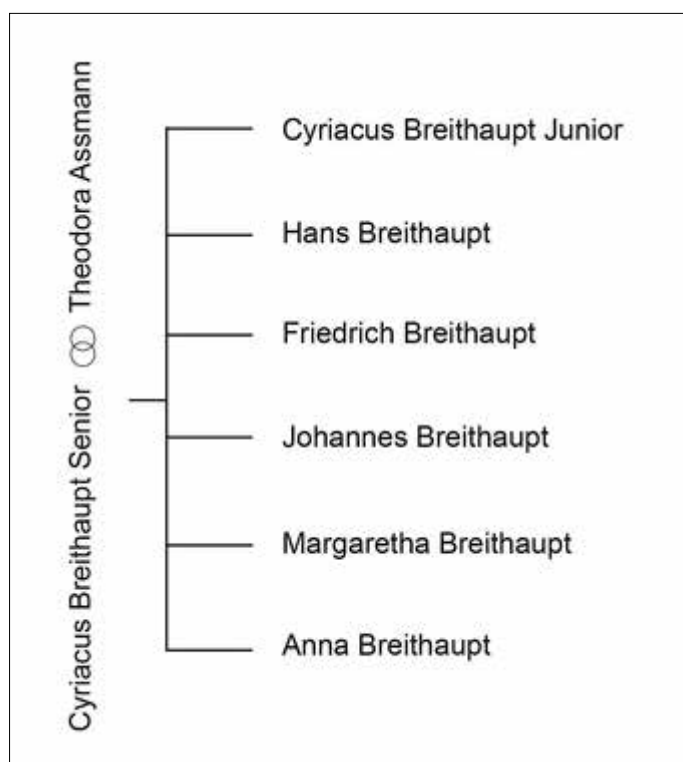 Cyriacus Breithaupt Senior Theodora Assmann
Cyriacus Breithaupt Junior
Hans Breithaupt
Friedrich Breithaupt
Johannes Breithaupt
Margaretha Breithaupt
Anna Breithaupt